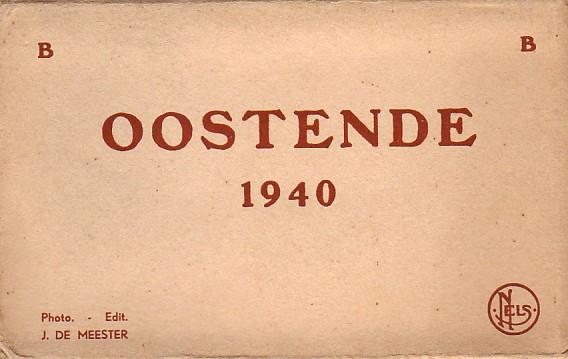 B B
OOSTENDE
1940
Photo. - Edit.
J. DE MEESTER
NELS